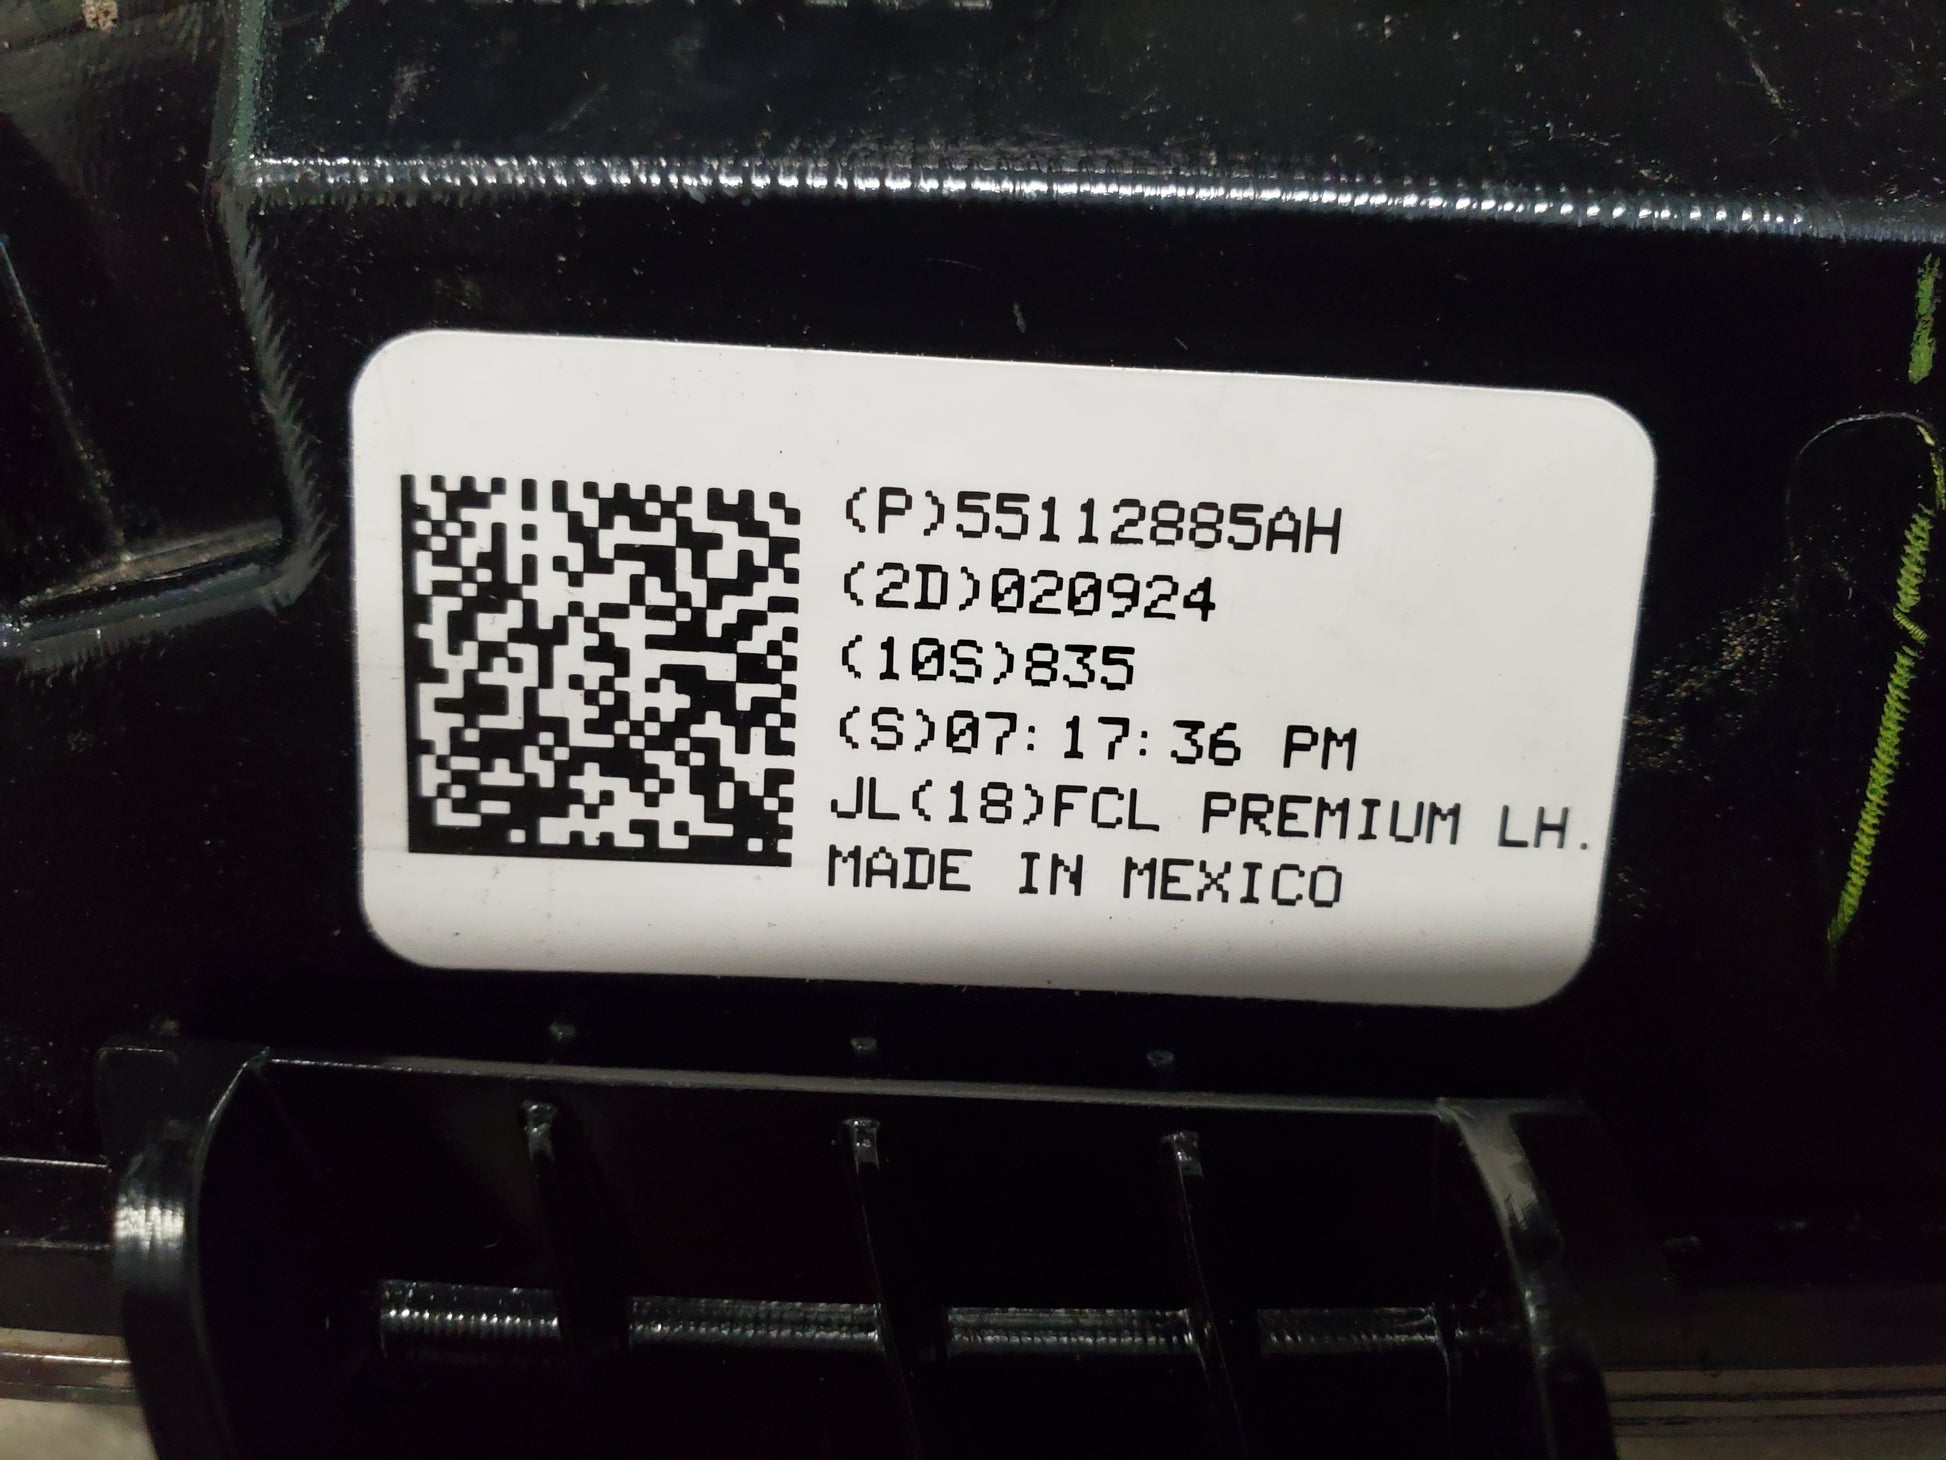 (P)55112885AH
(2D)020924
(10S)835
(S)07:17:36 PM
JL(18)FCL PREMIUM LH.
MADE IN MEXICO